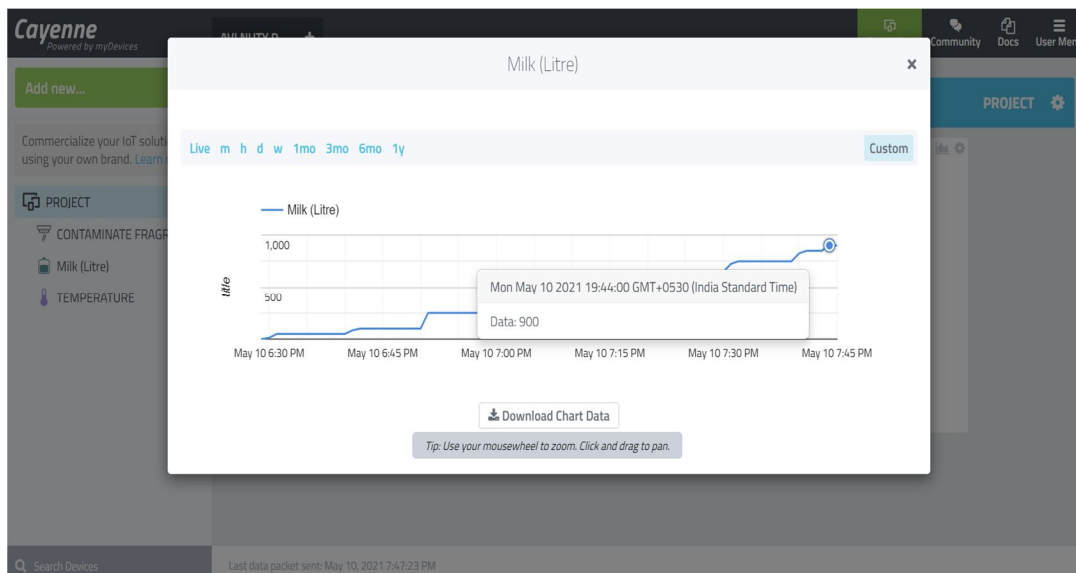 Cayenne
Powered by myDevices
Community
Docs
User Men
Add new...
PROJECT
Commercialize your IoT soluti
using your own brand. Learn
PROJECT
CONTAMINATE FRAGR
Milk (Litre)
TEMPERATURE
Milk (Litre)
×
Live m h d w 1mo 3mo 6mo 1y
Custom
Milk (Litre)
title
1,000
500
Mon May 10 2021 19:44:00 GMT+0530 (India Standard Time)
Data: 900
May 10 6:30 PM
May 10 6:45 PM
May 10 7:00 PM
May 10 7:15 PM
May 10 7:30 PM
May 10 7:45 PM
Download Chart Data
Tip: Use your mousewheel to zoom. Click and drag to pan.
Search Devices
Last data packet sent: May 10, 2021 7:47:23 PM